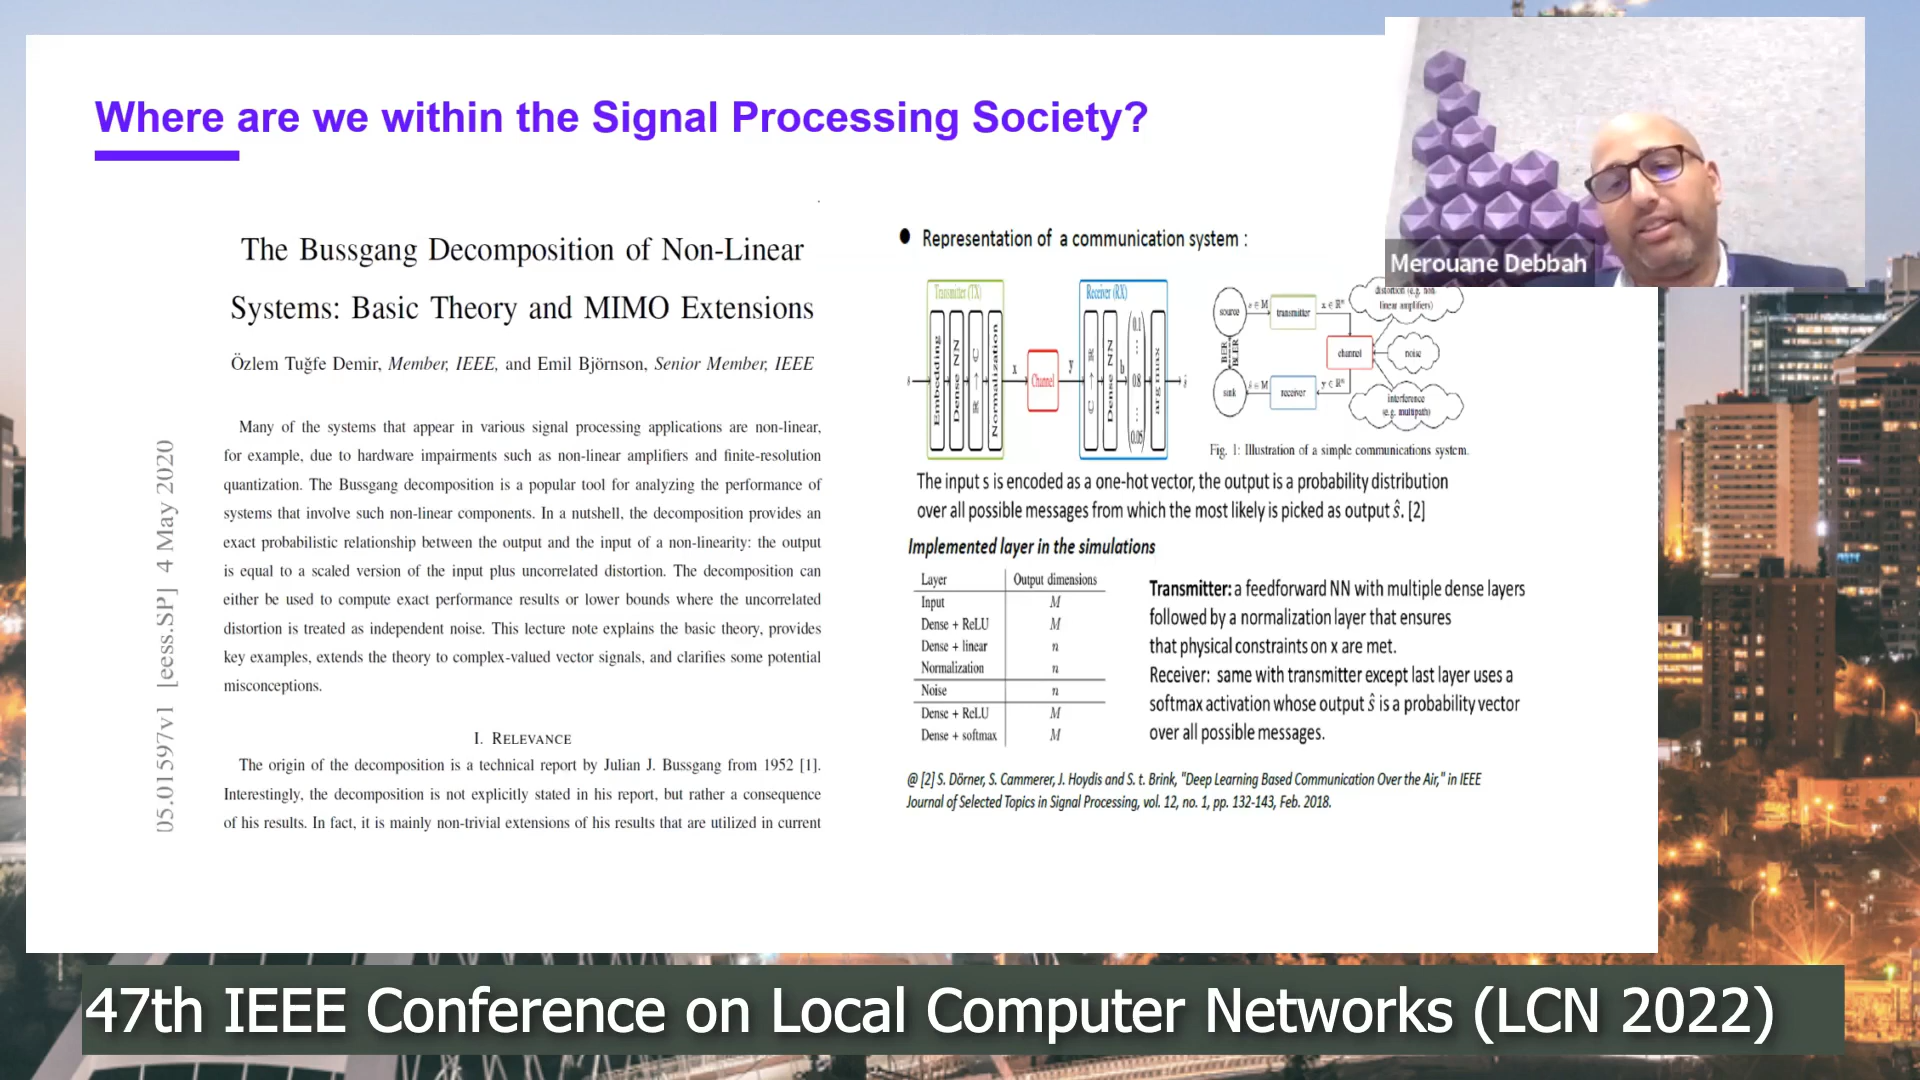 Where are we within the Signal Processing Society?
The Bussgang Decomposition of Non-Linear
Systems: Basic Theory and MIMO Extensions
Özlem Tuğfe Demir, Member, IEEE, and Emil Björnson, Senior Member, IEEE
Many of the systems that appear in various signal processing applications are non-linear,
for example, due to hardware impairments such as non-linear amplifiers and finite-resolution
quantization. The Bussgang decomposition is a popular tool for analyzing the performance of
systems that involve such non-linear components. In a nutshell, the decomposition provides an
exact probabilistic relationship between the output and the input of a non-linearity: the output
is equal to a scaled version of the input plus uncorrelated distortion. The decomposition can
either be used to compute exact performance results or lower bounds where the uncorrelated
distortion is treated as independent noise. This lecture note explains the basic theory, provides
key examples, extends the theory to complex-valued vector signals, and clarifies some potential
misconceptions.
I. RELEVANCE
The origin of the decomposition is a technical report by Julian J. Bussgang from 1952 [1].
Interestingly, the decomposition is not explicitly stated in his report, but rather a consequence
of his results. In fact, it is mainly non-trivial extensions of his results that are utilized in current
05.01597v1 [eess.SP] 4 May 2020
● Representation of a communication system :
Transmitter (TX)
Embedding
Dense NN
ℝ → ℂ
Normalization
x
Channel
y
Receiver (RX)
ℂ → ℝ
Dense NN
b
0.1
⋮
0.8
⋮
0.05
arg max
ŝ
source
s ∈ M
transmitter
x ∈ ℝⁿ
distortion (e.g. non
linear amplifiers)
BER
BLER
channel
noise
sink
ŝ ∈ M
receiver
y ∈ ℝⁿ
interference
(e.g. multipath)
Fig. 1: Illustration of a simple communications system.
The input s is encoded as a one-hot vector, the output is a probability distribution
over all possible messages from which the most likely is picked as output ŝ. [2]
Implemented layer in the simulations
Layer Output dimensions
Input M
Dense + ReLU M
Dense + linear n
Normalization n
Noise n
Dense + ReLU M
Dense + softmax M
Transmitter: a feedforward NN with multiple dense layers
followed by a normalization layer that ensures
that physical constraints on x are met.
Receiver: same with transmitter except last layer uses a
softmax activation whose output ŝ is a probability vector
over all possible messages.
@ [2] S. Dörner, S. Cammerer, J. Hoydis and S. t. Brink, "Deep Learning Based Communication Over the Air," in IEEE
Journal of Selected Topics in Signal Processing, vol. 12, no. 1, pp. 132-143, Feb. 2018.
Merouane Debbah
47th IEEE Conference on Local Computer Networks (LCN 2022)